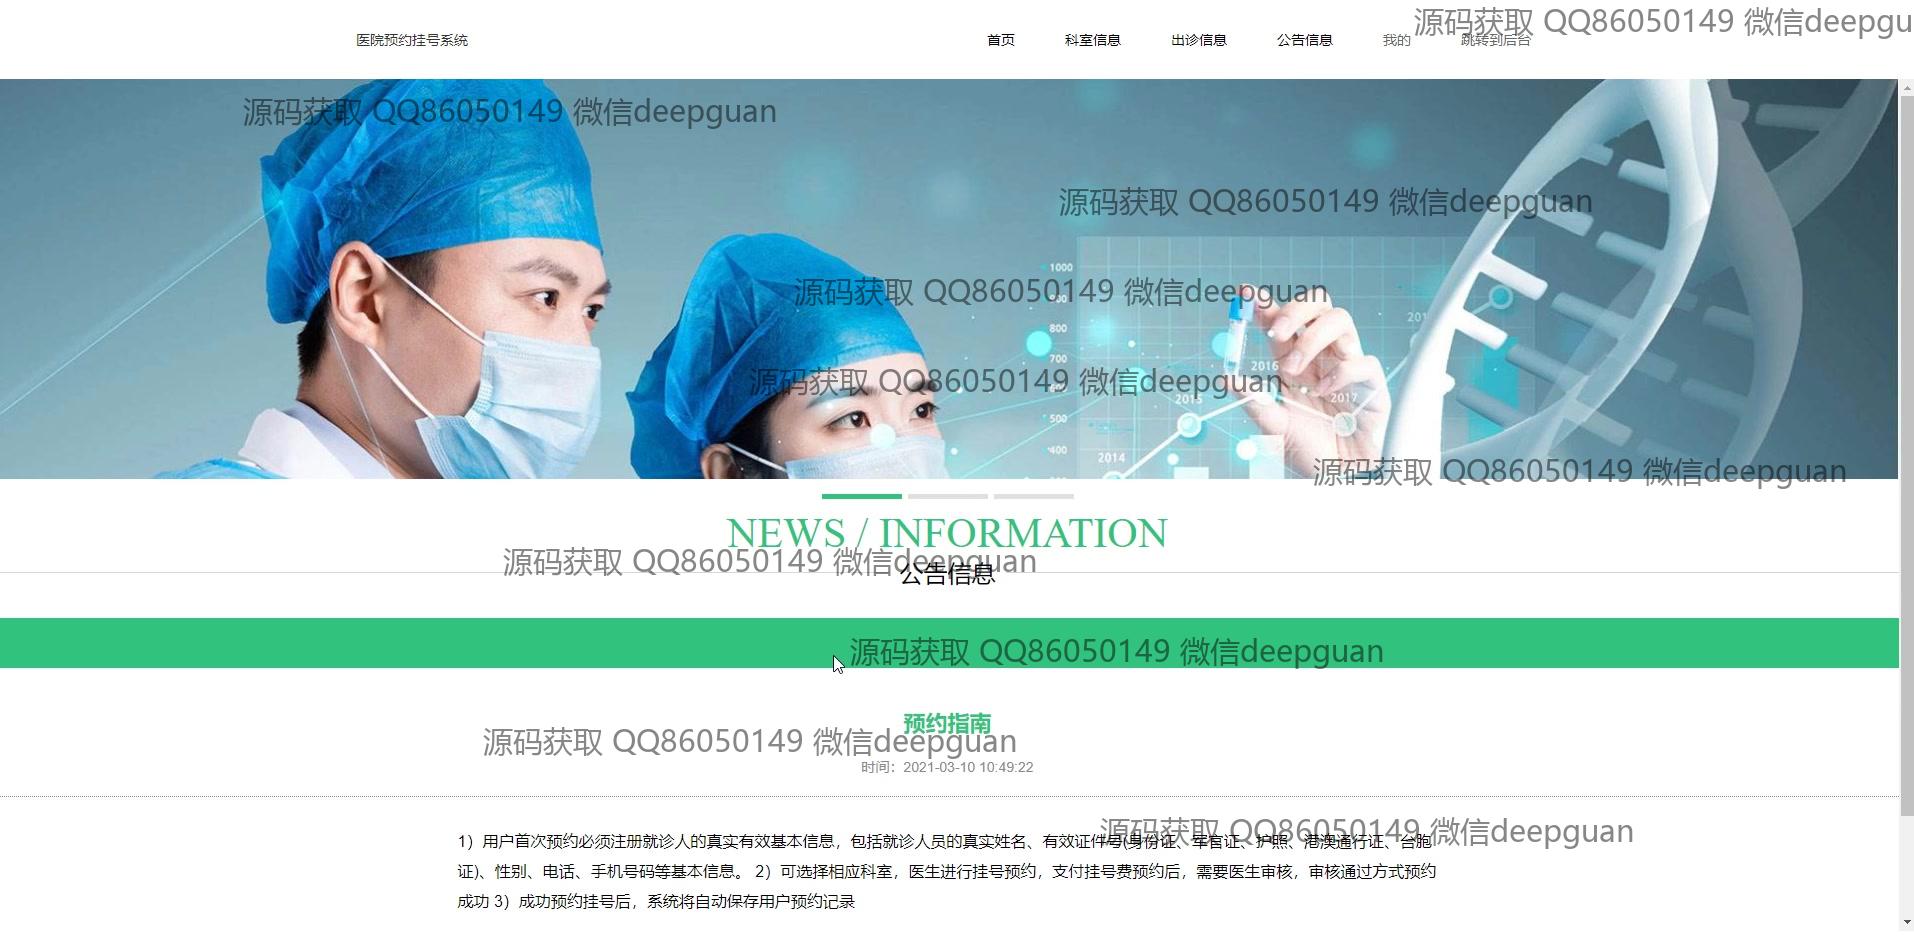 医院预约挂号系统 首页 科室信息 出诊信息 公告信息 我的 跳转到后台
源码获取 QQ86050149 微信deepgu
源码获取 QQ86050149 微信deepguan
源码获取 QQ86050149 微信deepguan
1000
源码获取 QQ86050149 微信deepguan
800
201
700
2016
源码获取 QQ86050149 微信deepguan
2015
2017
500
400
2014
源码获取 QQ86050149 微信deepguan
NEWS / INFORMATION
源码获取 QQ86050149 微信deepguan
公告信息
源码获取 QQ86050149 微信deepguan
预约指南
源码获取 QQ86050149 微信deepguan
时间：2021-03-10 10:49:22
源码获取 QQ86050149 微信deepguan
1）用户首次预约必须注册就诊人的真实有效基本信息，包括就诊人员的真实姓名、有效证件号(身份证、军官证、护照、港澳通行证、台胞
证)、性别、电话、手机号码等基本信息。 2）可选择相应科室，医生进行挂号预约，支付挂号费预约后，需要医生审核，审核通过方式预约
成功 3）成功预约挂号后，系统将自动保存用户预约记录